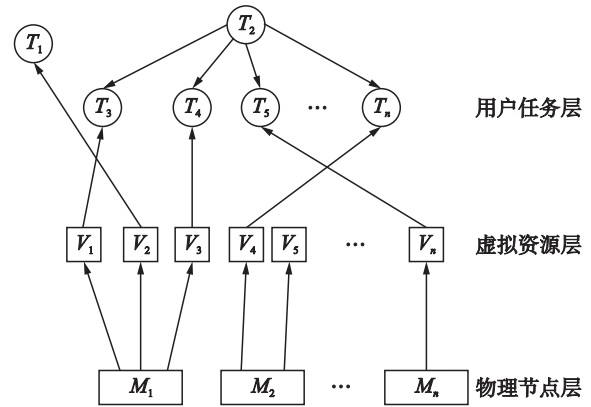 T1
T2
T3 T4 T5 … Tn 用户任务层
V1 V2 V3 V4 V5 … Vn 虚拟资源层
M1 M2 … Mn 物理节点层